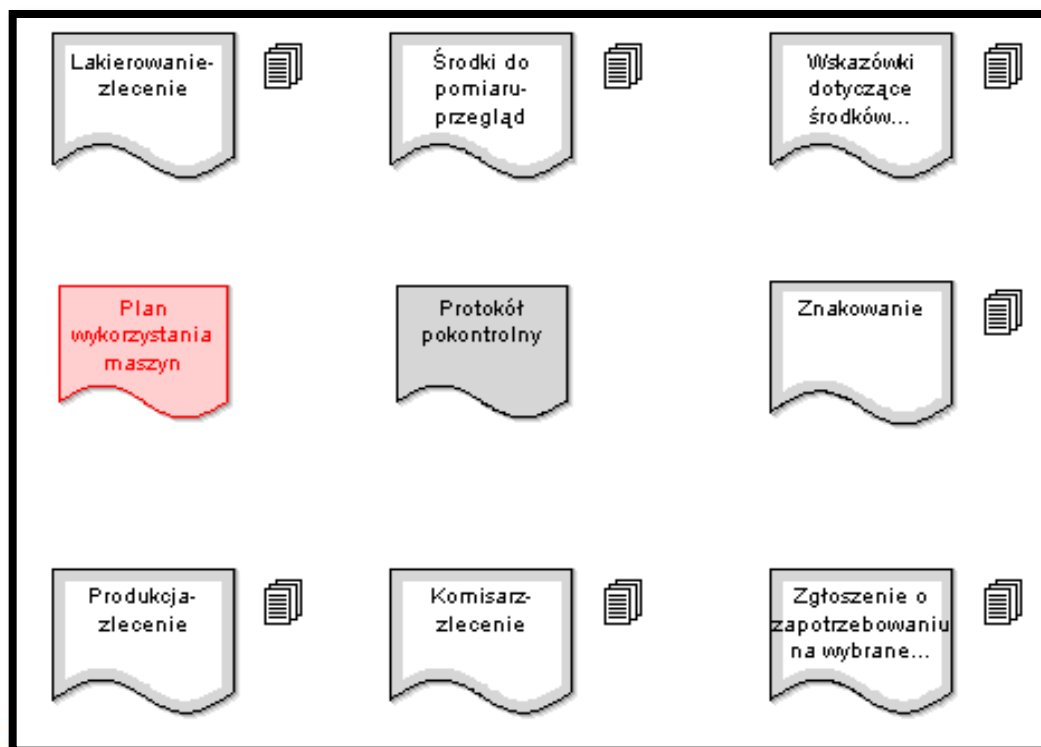 Lakierowanie-
zlecenie
Środki do
pomiaru-
przegląd
Wskazówki
dotyczące
środków...
Plan
wykorzystania
maszyn
Protokół
pokontrolny
Znakowanie
Produkcja-
zlecenie
Komisarz-
zlecenie
Zgłoszenie o
zapotrzebowaniu
na wybrane...